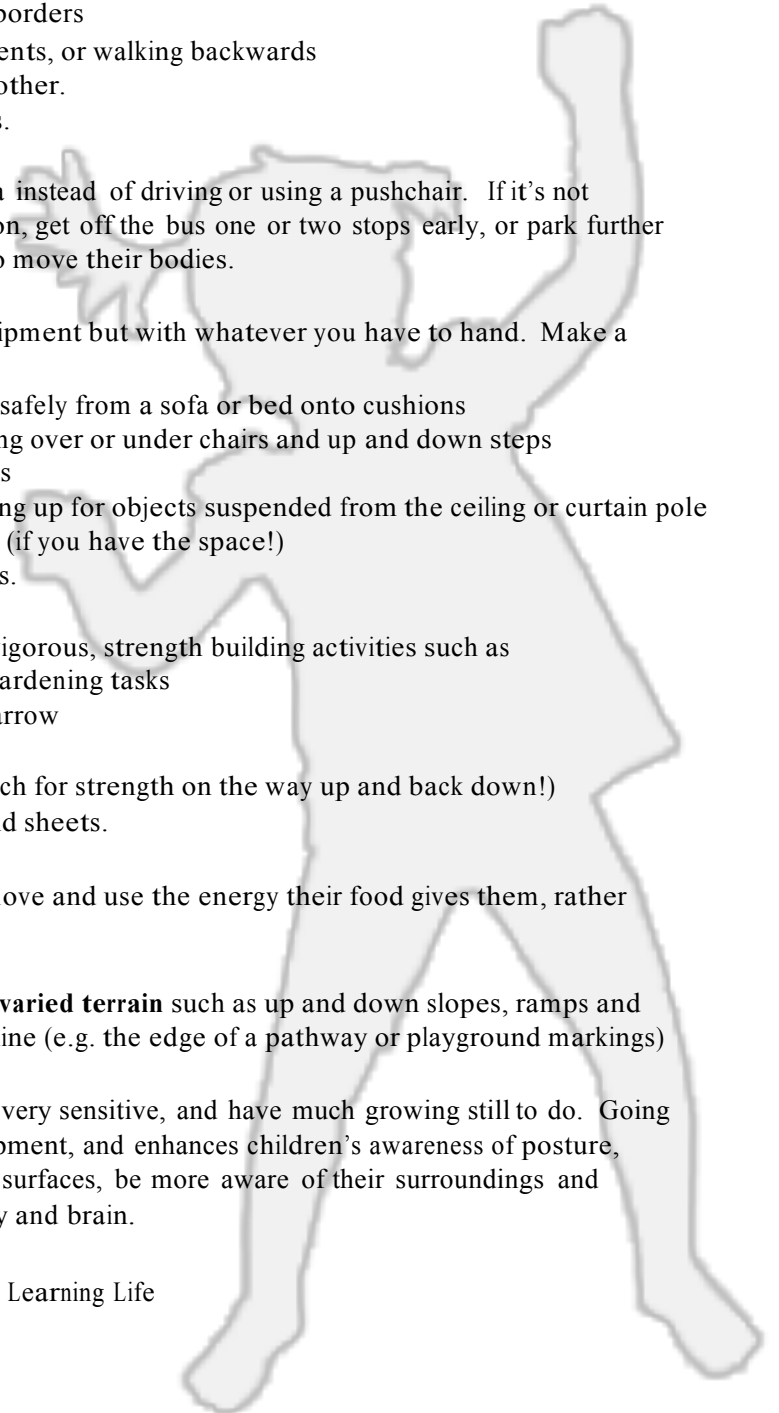 borders
ents, or walking backwards
other.
s.
a instead of driving or using a pushchair. If it's not
on, get off the bus one or two stops early, or park further
o move their bodies.
ipment but with whatever you have to hand. Make a
safely from a sofa or bed onto cushions
ng over or under chairs and up and down steps
s
ng up for objects suspended from the ceiling or curtain pole
(if you have the space!)
s.
igorous, strength building activities such as
ardening tasks
arrow
ch for strength on the way up and back down!)
d sheets.
ove and use the energy their food gives them, rather
varied terrain such as up and down slopes, ramps and
ine (e.g. the edge of a pathway or playground markings)
very sensitive, and have much growing still to do. Going
pment, and enhances children's awareness of posture,
surfaces, be more aware of their surroundings and
y and brain.
Learning Life